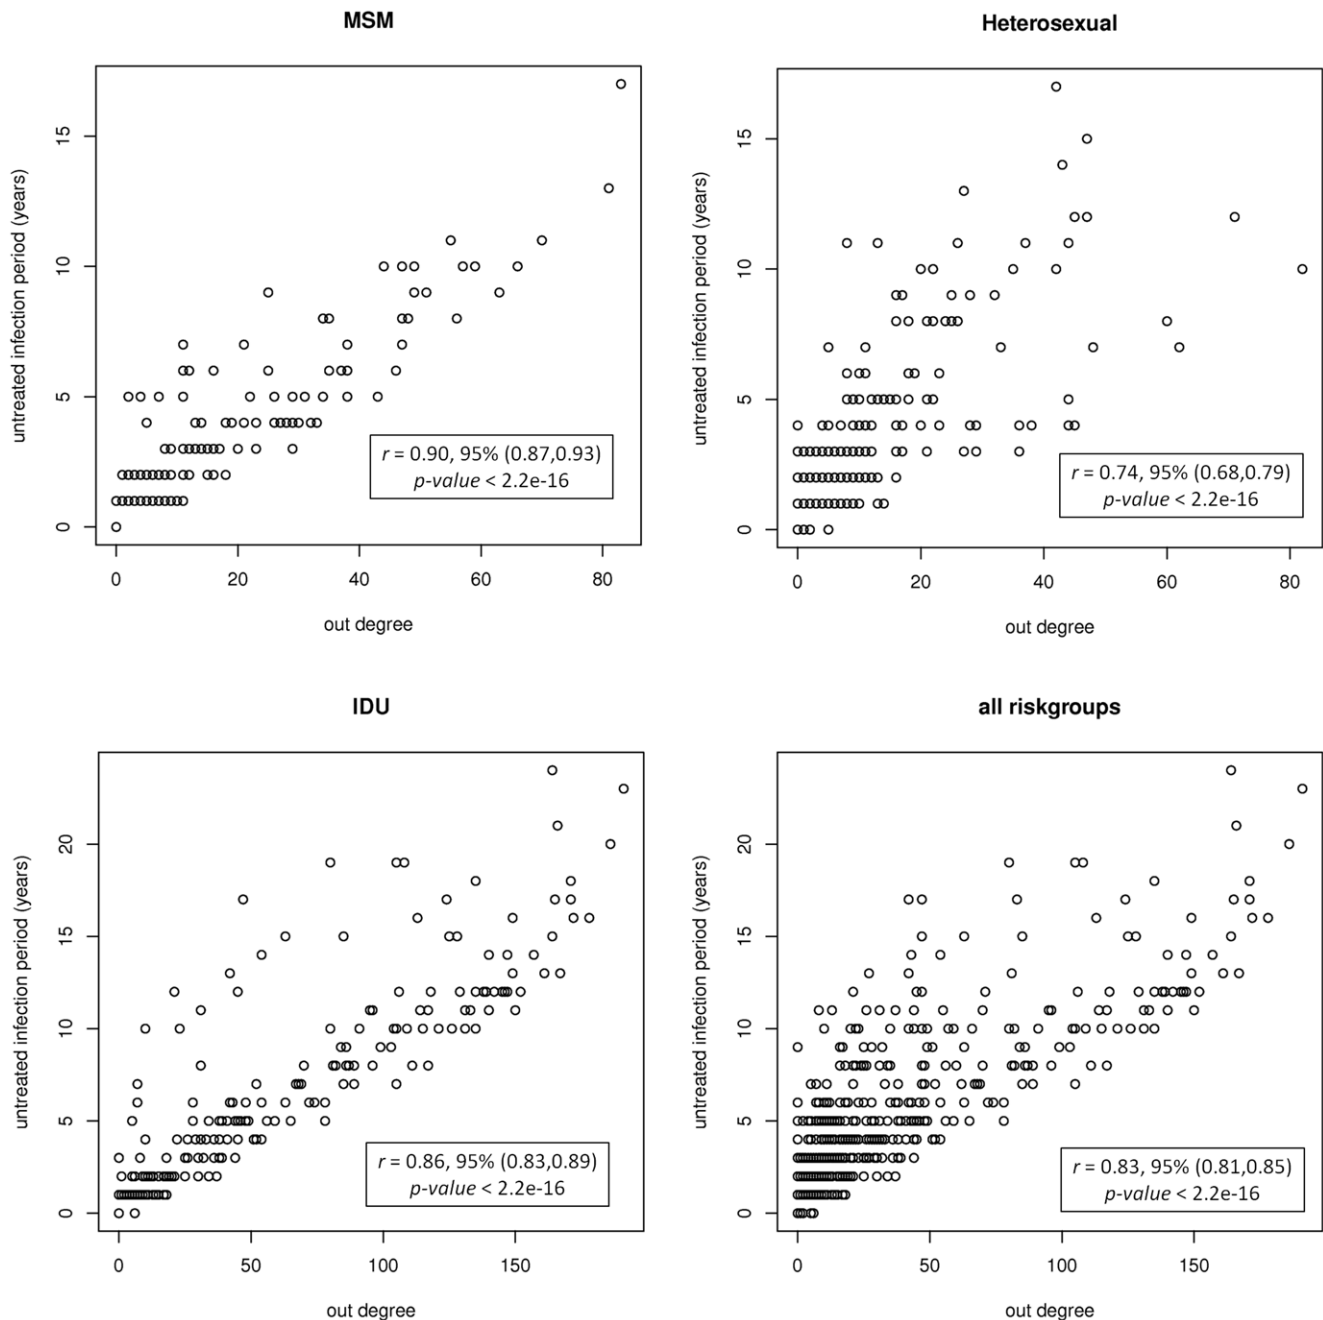 MSM
untreated infection period (years)
15
10
5
0
r = 0.90, 95% (0.87,0.93)
p-value < 2.2e-16
0 20 40 60 80
out degree
Heterosexual
untreated infection period (years)
15
10
5
0
r = 0.74, 95% (0.68,0.79)
p-value < 2.2e-16
0 20 40 60 80
out degree
IDU
untreated infection period (years)
20
15
10
5
0
r = 0.86, 95% (0.83,0.89)
p-value < 2.2e-16
0 50 100 150
out degree
all riskgroups
untreated infection period (years)
20
15
10
5
0
r = 0.83, 95% (0.81,0.85)
p-value < 2.2e-16
0 50 100 150
out degree